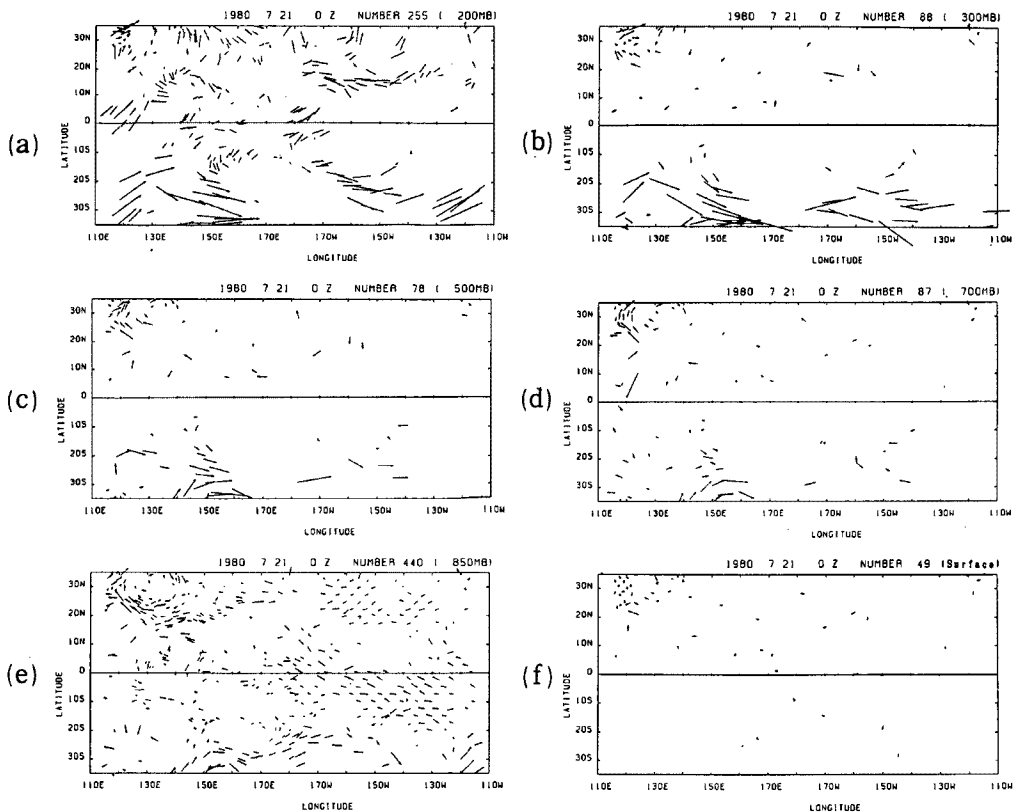 (a)
1980 7 21 0 Z NUMBER 255 ( 200MB)
30N
20N
10N
0
10S
20S
30S
LATITUDE
110E 130E 150E 170E 170W 150W 130W 110W
LONGITUDE
(b)
1980 7 21 0 Z NUMBER 88 ( 300MB)
30N
20N
10N
0
10S
20S
30S
LATITUDE
110E 130E 150E 170E 170W 150W 130W 110W
LONGITUDE
(c)
1980 7 21 0 Z NUMBER 78 ( 500MB)
30N
20N
10N
0
10S
20S
30S
LATITUDE
110E 130E 150E 170E 170W 150W 130W 110W
LONGITUDE
(d)
1980 7 21 0 Z NUMBER 87 ( 700MB)
30N
20N
10N
0
10S
20S
30S
LATITUDE
110E 130E 150E 170E 170W 150W 130W 110W
LONGITUDE
(e)
1980 7 21 0 Z NUMBER 440 ( 850MB)
30N
20N
10N
0
10S
20S
30S
LATITUDE
110E 130E 150E 170E 170W 150W 130W 110W
LONGITUDE
(f)
1980 7 21 0 Z NUMBER 49 (Surface)
30N
20N
10N
0
10S
20S
30S
LATITUDE
110E 130E 150E 170E 170W 150W 130W 110W
LONGITUDE